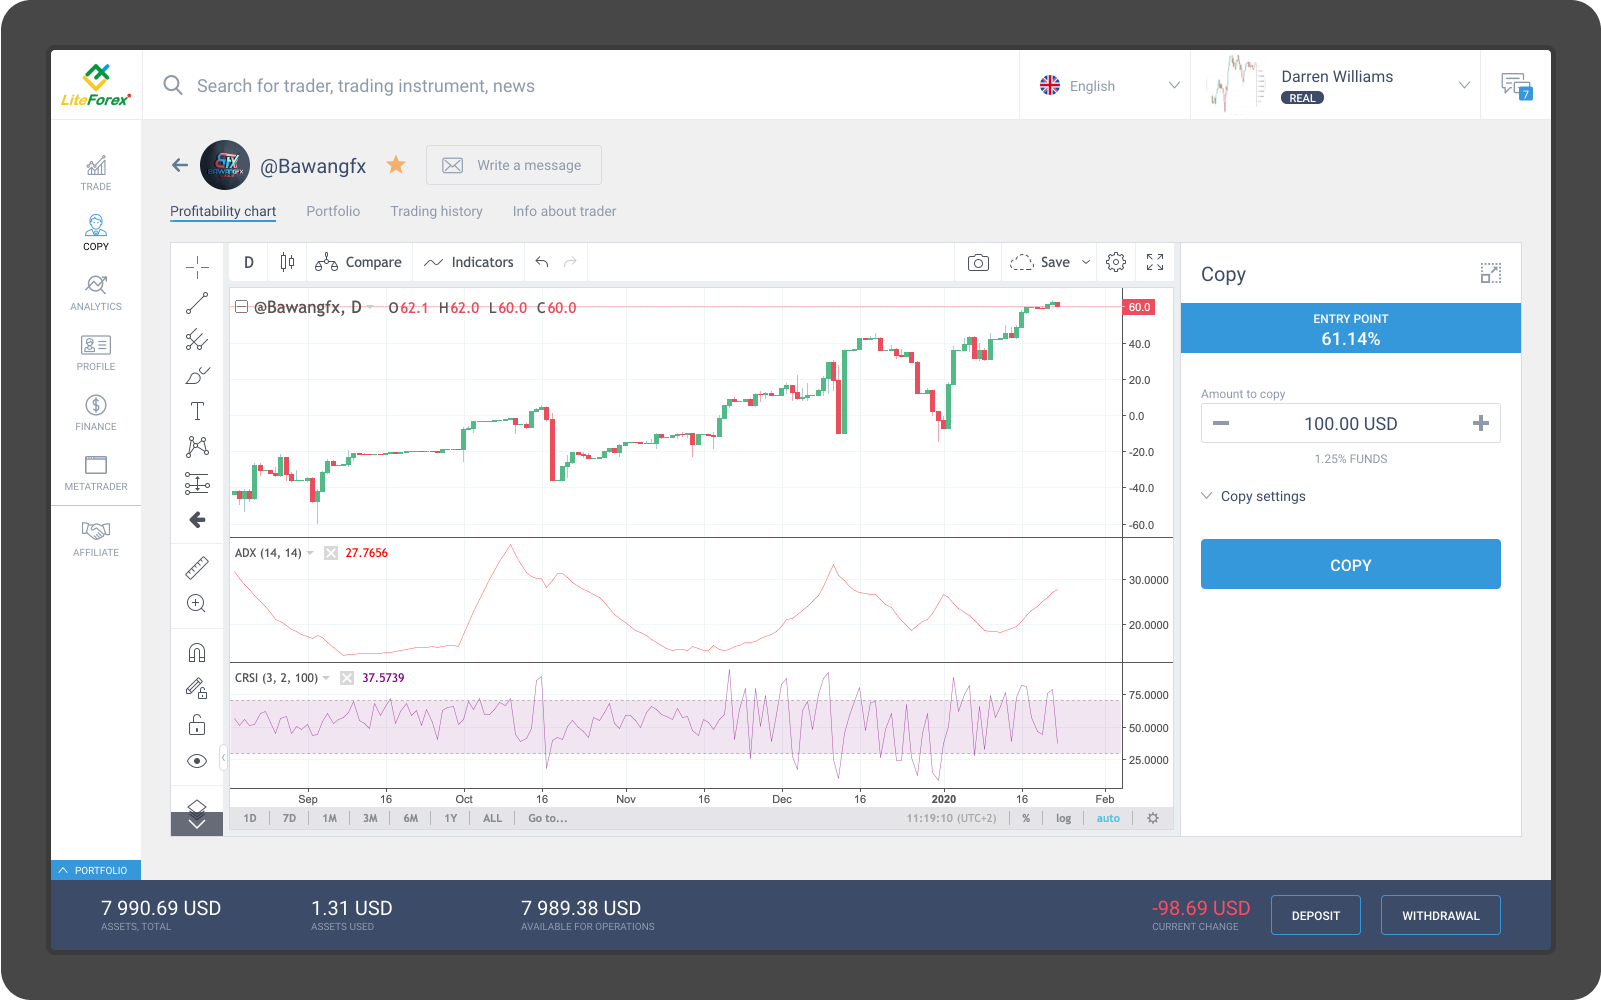 LiteForex
Search for trader, trading instrument, news
English
Darren Williams
REAL
7
TRADE
COPY
ANALYTICS
PROFILE
FINANCE
METATRADER
AFFILIATE
@Bawangfx
Write a message
Profitability chart
Portfolio
Trading history
Info about trader
D
Compare
Indicators
Save
@Bawangfx, D O62.1 H62.0 L60.0 C60.0
60.0
40.0
20.0
0.0
-20.0
-40.0
-60.0
ADX (14, 14) 27.7656
30.0000
20.0000
CRSI (3, 2, 100) 37.5739
75.0000
50.0000
25.0000
Sep 16 Oct 16 Nov 16 Dec 16 2020 16 Feb
1D 7D 1M 3M 6M 1Y ALL Go to... 11:19:10 (UTC+2) % log auto
Copy
ENTRY POINT
61.14%
Amount to copy
100.00 USD
1.25% FUNDS
Copy settings
COPY
PORTFOLIO
7 990.69 USD
ASSETS, TOTAL
1.31 USD
ASSETS USED
7 989.38 USD
AVAILABLE FOR OPERATIONS
-98.69 USD
CURRENT CHANGE
DEPOSIT
WITHDRAWAL